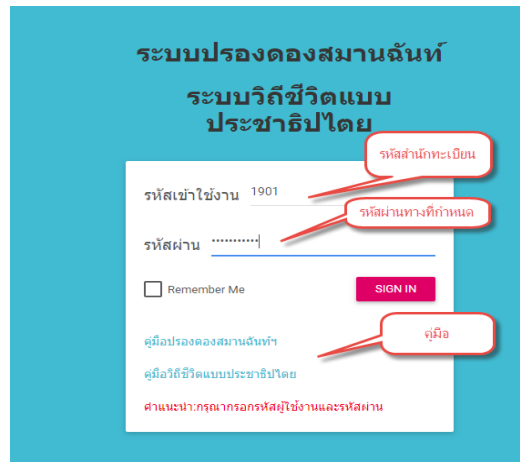 ระบบปรองดองสมานฉันท์
ระบบวิถีชีวิตแบบ
ประชาธิปไตย
รหัสสำนักทะเบียน
รหัสเข้าใช้งาน 1901
รหัสผ่านทางที่กำหนด
รหัสผ่าน ••••••••••
Remember Me
SIGN IN
คู่มือ
คู่มือปรองดองสมานฉันท์ฯ
คู่มือวิถีชีวิตแบบประชาธิปไตย
คำแนะนำ:กรุณากรอกรหัสผู้ใช้งานและรหัสผ่าน